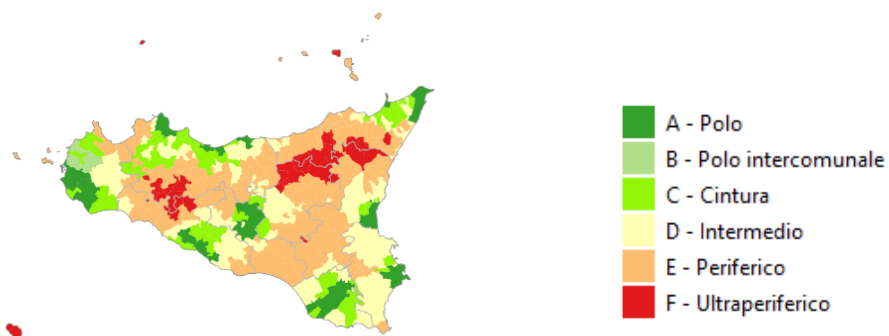 A - Polo
B - Polo intercomunale
C - Cintura
D - Intermedio
E - Periferico
F - Ultraperiferico